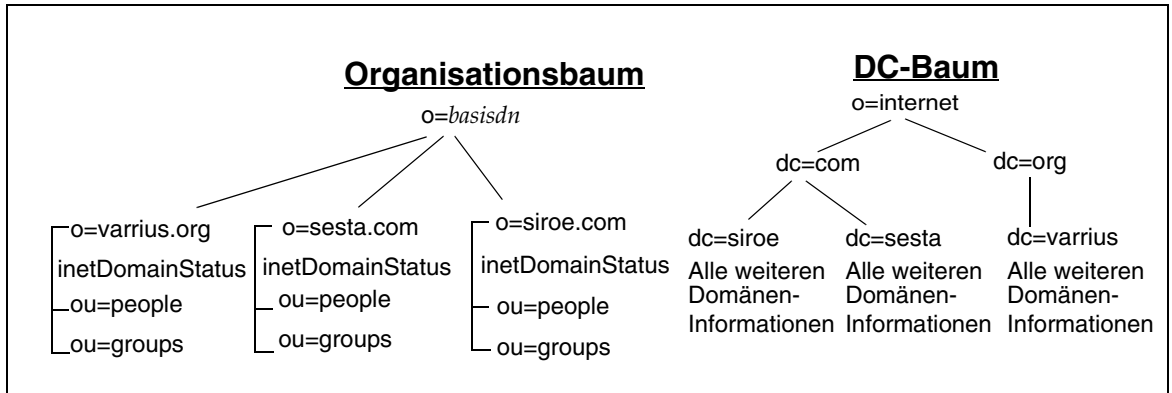 Organisationsbaum
o=basisdn
o=varrius.org
inetDomainStatus
ou=people
ou=groups
o=sesta.com
inetDomainStatus
ou=people
ou=groups
o=siroe.com
inetDomainStatus
ou=people
ou=groups
DC-Baum
o=internet
dc=com
dc=org
dc=siroe
Alle weiteren
Domänen-
Informationen
dc=sesta
Alle weiteren
Domänen-
Informationen
dc=varrius
Alle weiteren
Domänen-
Informationen